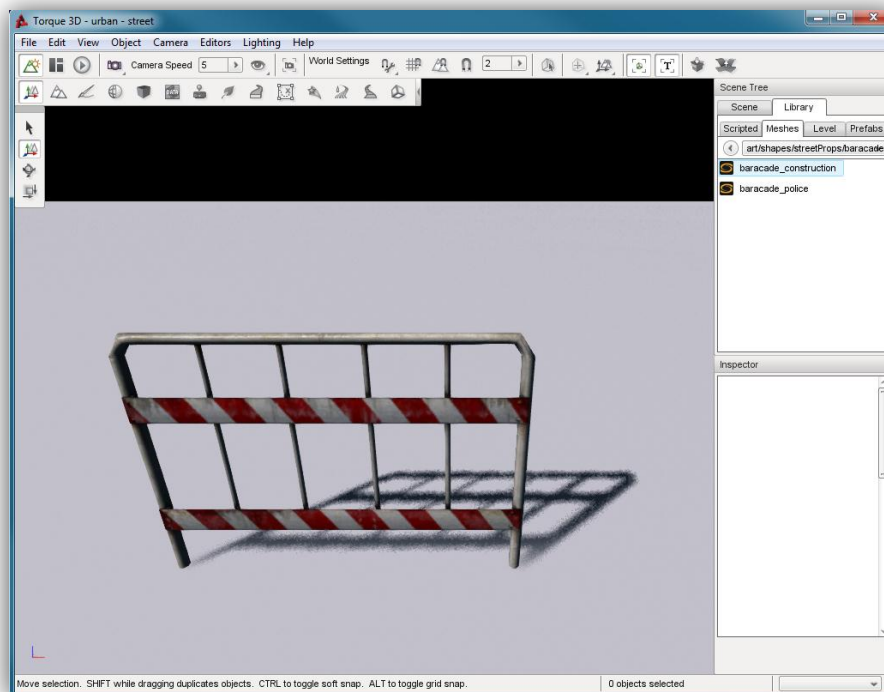 Torque 3D - urban - street
File Edit View Object Camera Editors Lighting Help
Camera Speed 5 World Settings 2
Scene Tree
Scene Library
Scripted Meshes Level Prefabs
art/shapes/streetProps/baracade
baracade_construction
baracade_police
Inspector
Move selection. SHIFT while dragging duplicates objects. CTRL to toggle soft snap. ALT to toggle grid snap. 0 objects selected